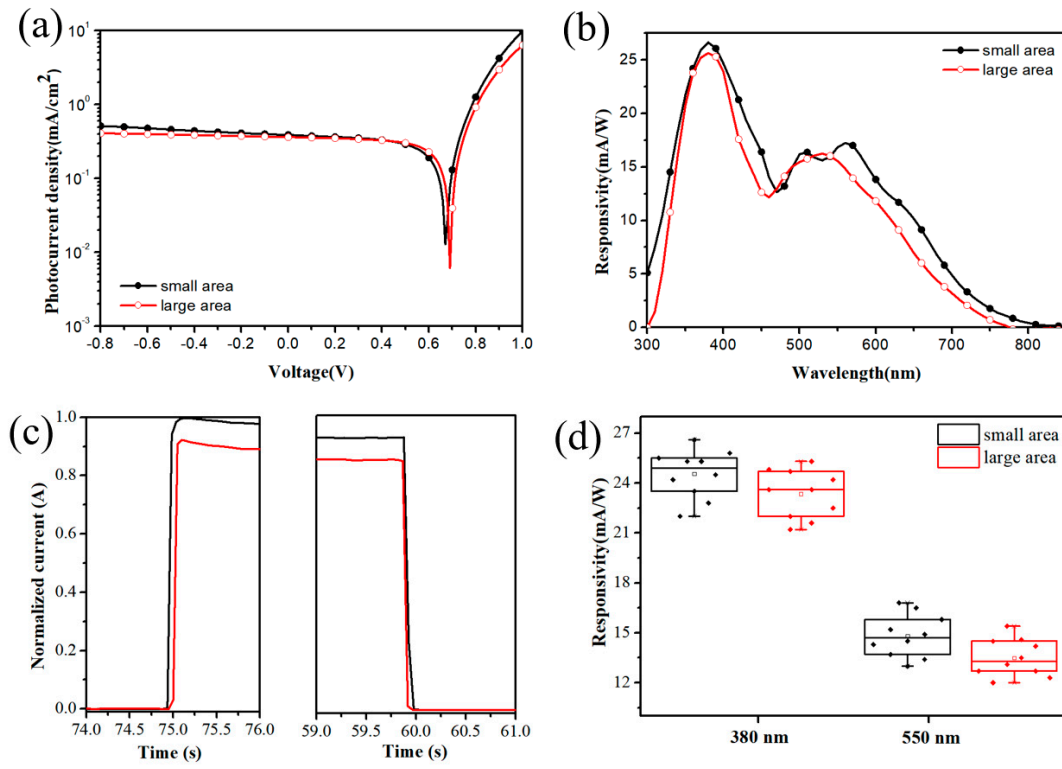 (a)
Photocurrent density(mA/cm²)
10¹
10⁰
10⁻¹
10⁻²
10⁻³
small area
large area
-0.8 -0.6 -0.4 -0.2 0.0 0.2 0.4 0.6 0.8 1.0
Voltage(V)
(b)
Responsivity(mA/W)
25
20
15
10
5
0
small area
large area
300 400 500 600 700 800
Wavelength(nm)
(c)
Normalized current (A)
1.0
0.8
0.6
0.4
0.2
0.0
74.0 74.5 75.0 75.5 76.0
Time (s)
59.0 59.5 60.0 60.5 61.0
Time (s)
(d)
Responsivity(mA/W)
27
24
21
18
15
12
small area
large area
380 nm 550 nm